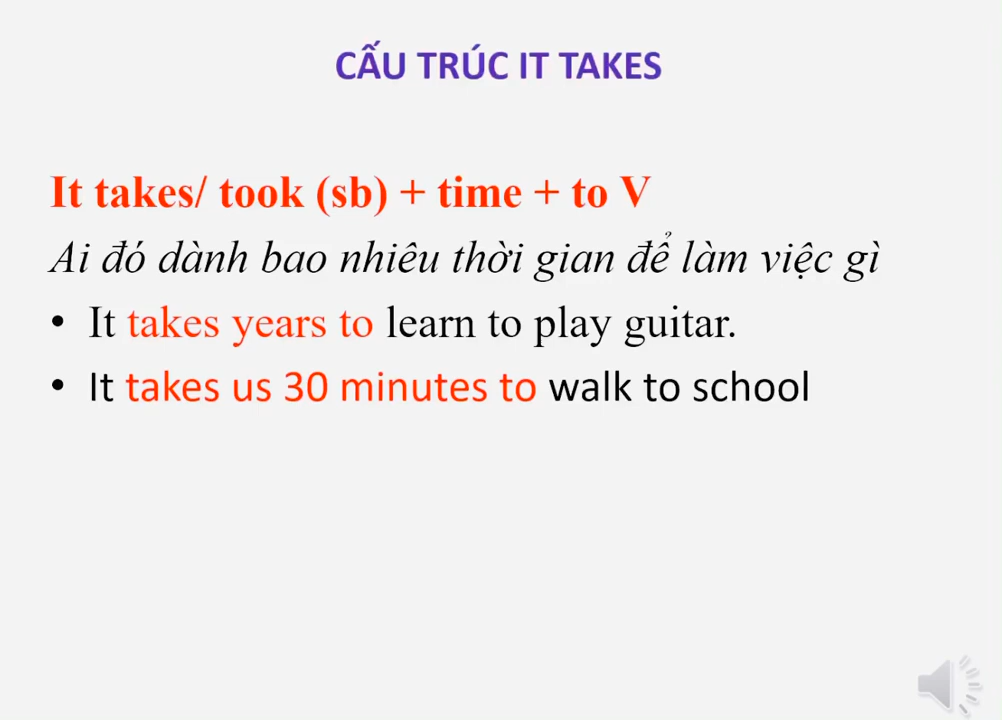 CẤU TRÚC IT TAKES
It takes/ took (sb) + time + to V
Ai đó dành bao nhiêu thời gian để làm việc gì
• It takes years to learn to play guitar.
• It takes us 30 minutes to walk to school